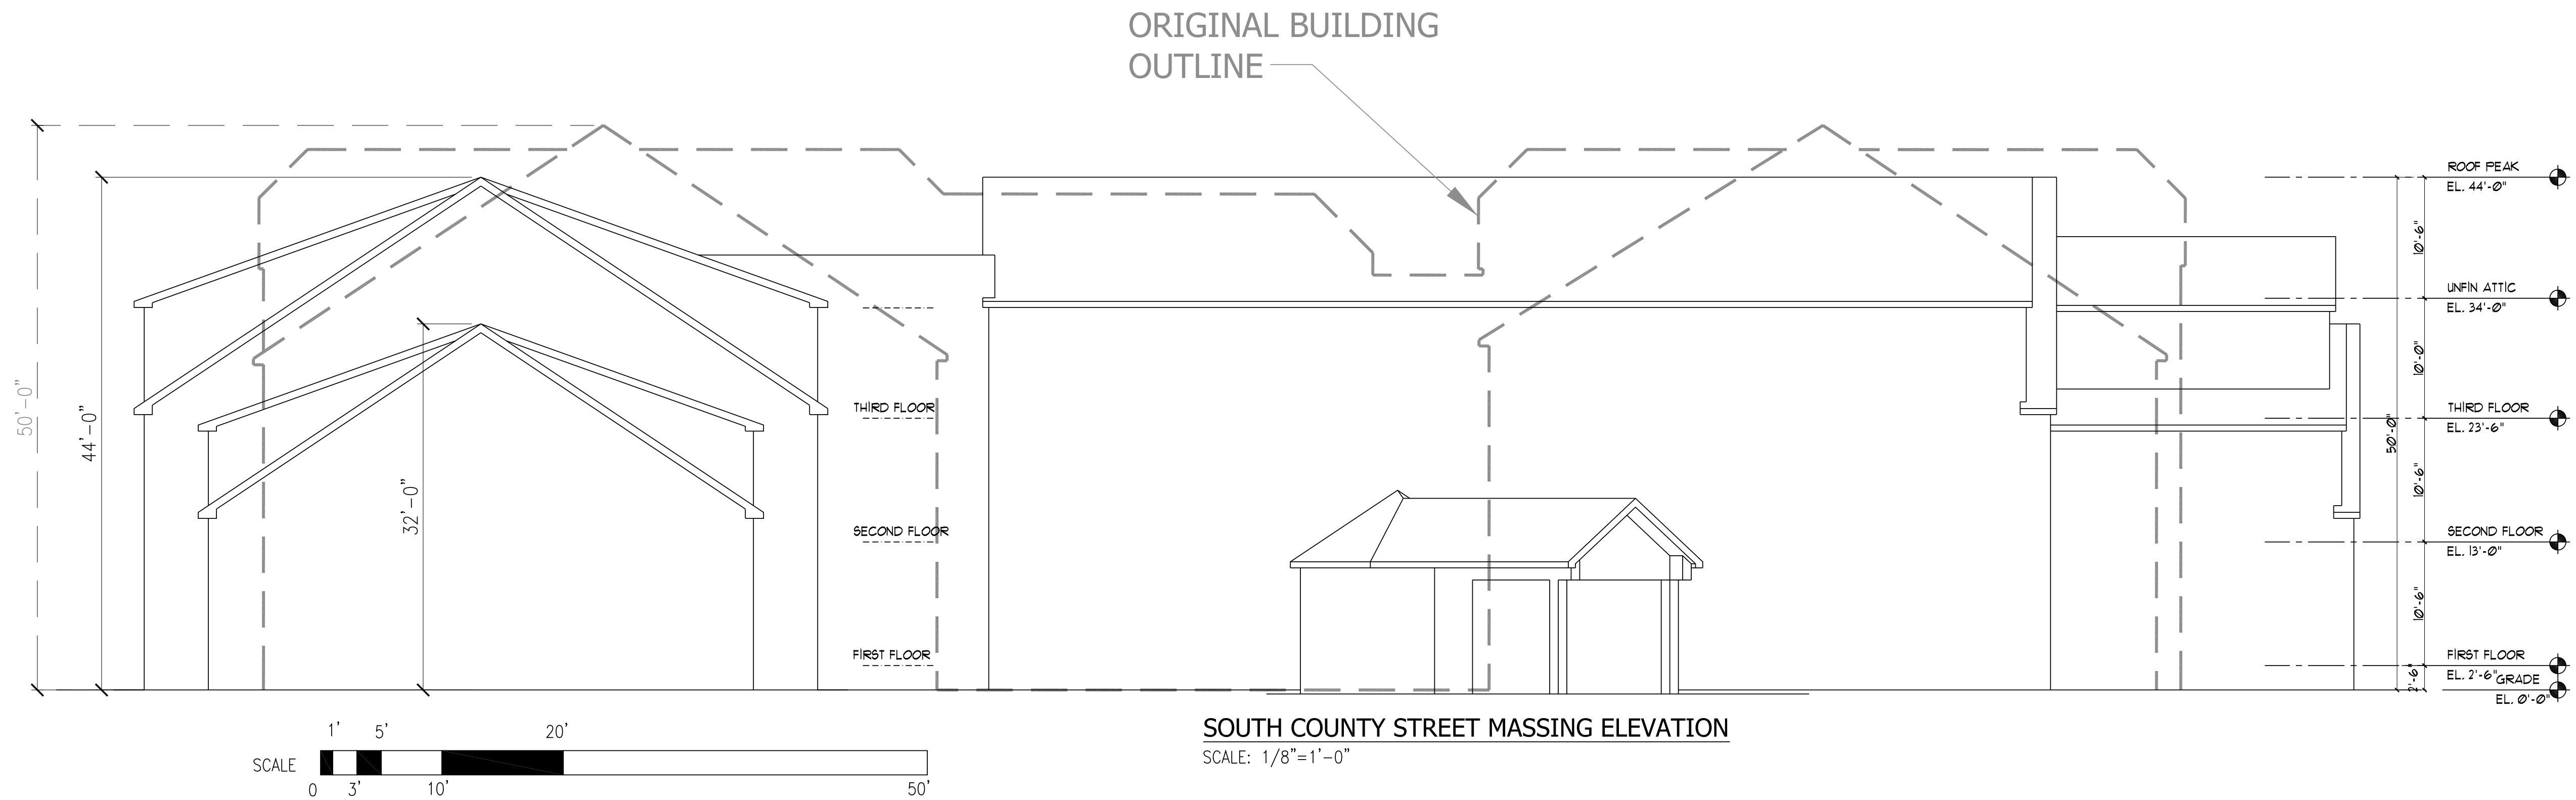 ORIGINAL BUILDING
OUTLINE
ROOF PEAK
EL. 44'-0"
10'-6"
UNFIN ATTIC
EL. 34'-0"
10'-0"
50'-0"
44'-0"
32'-0"
THIRD FLOOR
THIRD FLOOR
EL. 23'-6"
50'-0"
10'-6"
SECOND FLOOR
SECOND FLOOR
EL. 13'-0"
10'-6"
FIRST FLOOR
FIRST FLOOR
EL. 2'-6"
2'-6"
GRADE
EL. 0'-0"
SOUTH COUNTY STREET MASSING ELEVATION
SCALE: 1/8"=1'-0"
1' 5' 20'
SCALE
0 3' 10' 50'